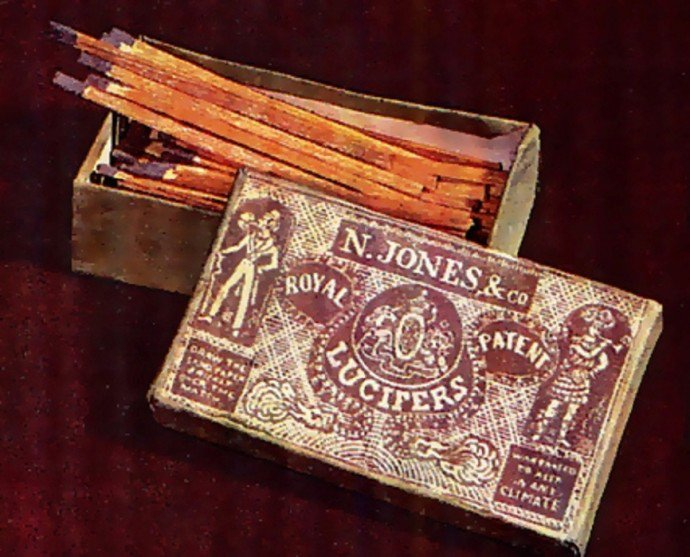 N. JONES & CO
ROYAL
PATENT
LUCIFERS
WARRANTED
TO KEEP
IN ANY
CLIMATE